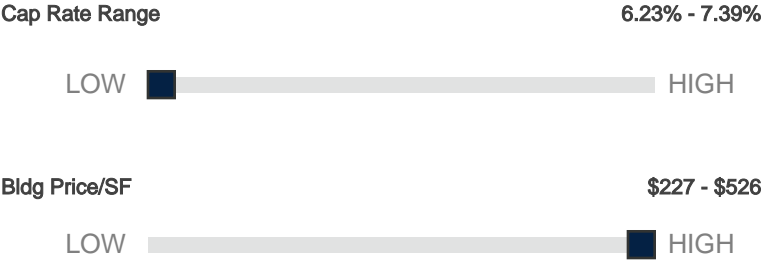 Cap Rate Range 6.23% - 7.39%
LOW HIGH
Bldg Price/SF $227 - $526
LOW HIGH